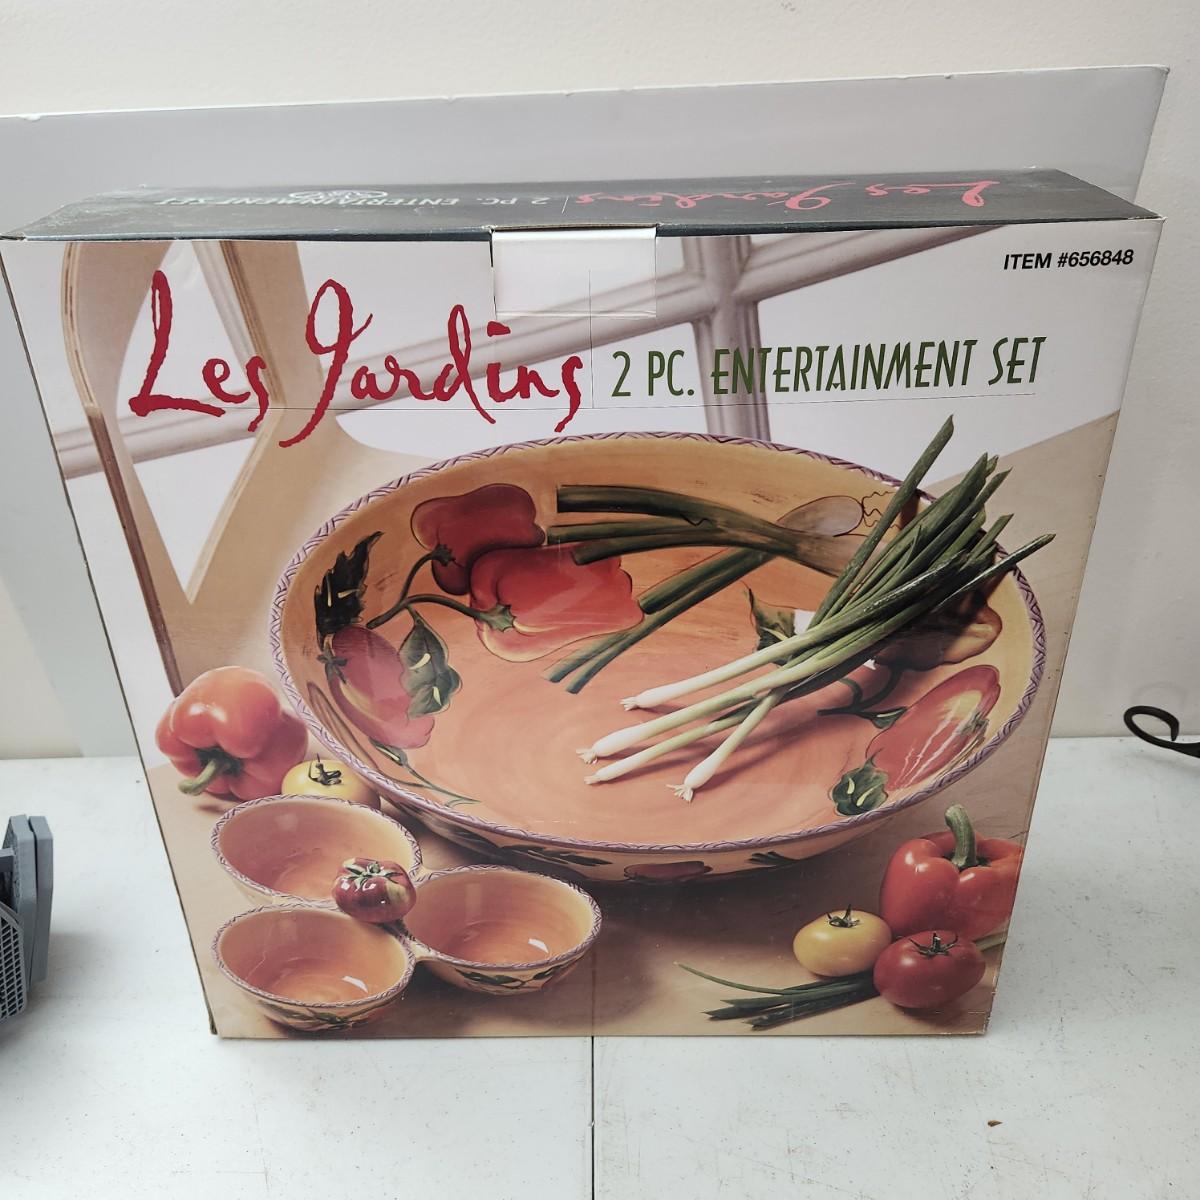 Les Jardins | 2 PC. ENTERTAINMENT SET
ITEM #656848
Les Jardins | 2 PC. ENTERTAINMENT SET